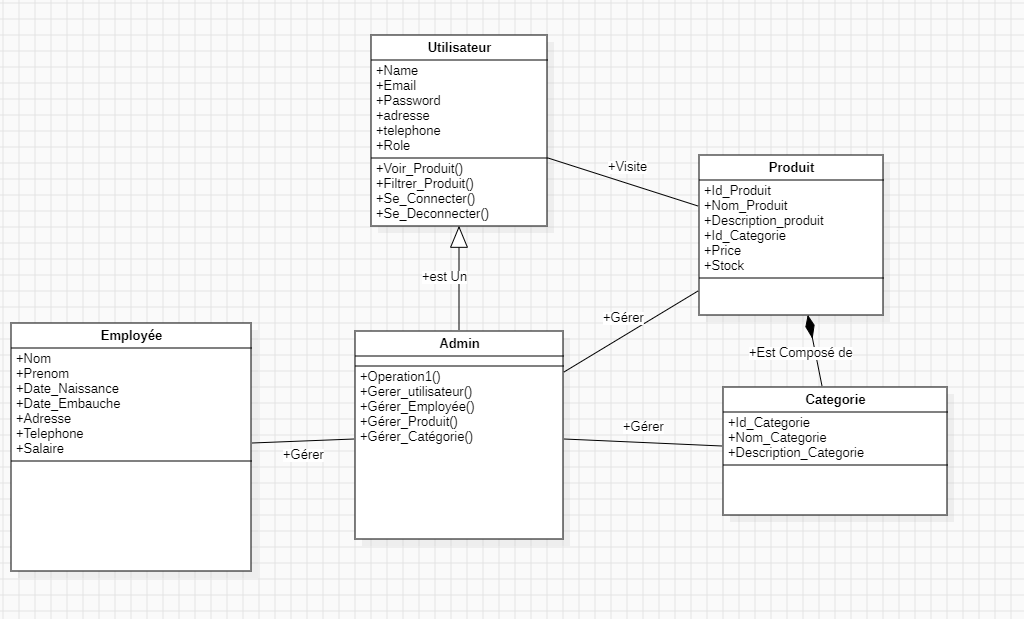 Utilisateur
+Name
+Email
+Password
+adresse
+telephone
+Role
+Voir_Produit()
+Filtrer_Produit()
+Se_Connecter()
+Se_Deconnecter()
+Visite
Produit
+Id_Produit
+Nom_Produit
+Description_produit
+Id_Categorie
+Price
+Stock
+est Un
+Gérer
Employée
+Nom
+Prenom
+Date_Naissance
+Date_Embauche
+Adresse
+Telephone
+Salaire
+Gérer
Admin
+Operation1()
+Gerer_utilisateur()
+Gérer_Employée()
+Gérer_Produit()
+Gérer_Catégorie()
+Est Composé de
+Gérer
Categorie
+Id_Categorie
+Nom_Categorie
+Description_Categorie